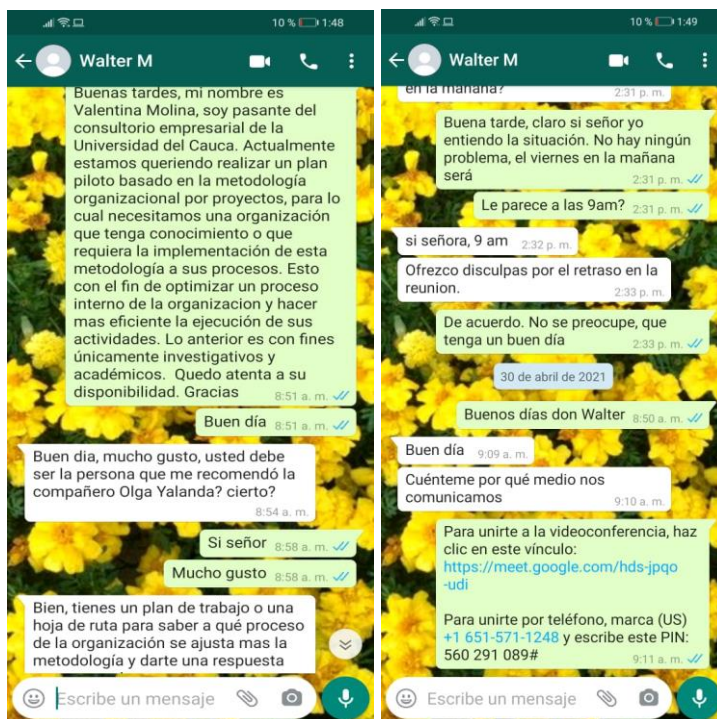 10 % 1:48
Walter M
Buenas tardes, mi nombre es
Valentina Molina, soy pasante del
consultorio empresarial de la
Universidad del Cauca. Actualmente
estamos queriendo realizar un plan
piloto basado en la metodología
organizacional por proyectos, para lo
cual necesitamos una organización
que tenga conocimiento o que
requiera la implementación de esta
metodología a sus procesos. Esto
con el fin de optimizar un proceso
interno de la organizacion y hacer
mas eficiente la ejecución de sus
actividades. Lo anterior es con fines
únicamente investigativos y
académicos. Quedo atenta a su
disponibilidad. Gracias
8:51 a. m.
Buen día 8:51 a. m.
Buen dia, mucho gusto, usted debe
ser la persona que me recomendó la
compañero Olga Yalanda? cierto?
8:54 a. m.
Si señor 8:58 a. m.
Mucho gusto 8:58 a. m.
Bien, tienes un plan de trabajo o una
hoja de ruta para saber a qué proceso
de la organización se ajusta mas la
metodología y darte una respuesta
Escribe un mensaje
10 % 1:49
Walter M
en la mañana?
2:31 p. m.
Buena tarde, claro si señor yo
entiendo la situación. No hay ningún
problema, el viernes en la mañana
será
2:31 p. m.
Le parece a las 9am? 2:31 p. m.
si señora, 9 am 2:32 p. m.
Ofrezco disculpas por el retraso en la
reunion.
2:33 p. m.
De acuerdo. No se preocupe, que
tenga un buen día
2:33 p. m.
30 de abril de 2021
Buenos días don Walter 8:50 a. m.
Buen día 9:09 a. m.
Cuénteme por qué medio nos
comunicamos
9:10 a. m.
Para unirte a la videoconferencia, haz
clic en este vínculo:
https://meet.google.com/hds-jpqo
-udi
Para unirte por teléfono, marca (US)
+1 651-571-1248 y escribe este PIN:
560 291 089#
9:11 a. m.
Escribe un mensaje